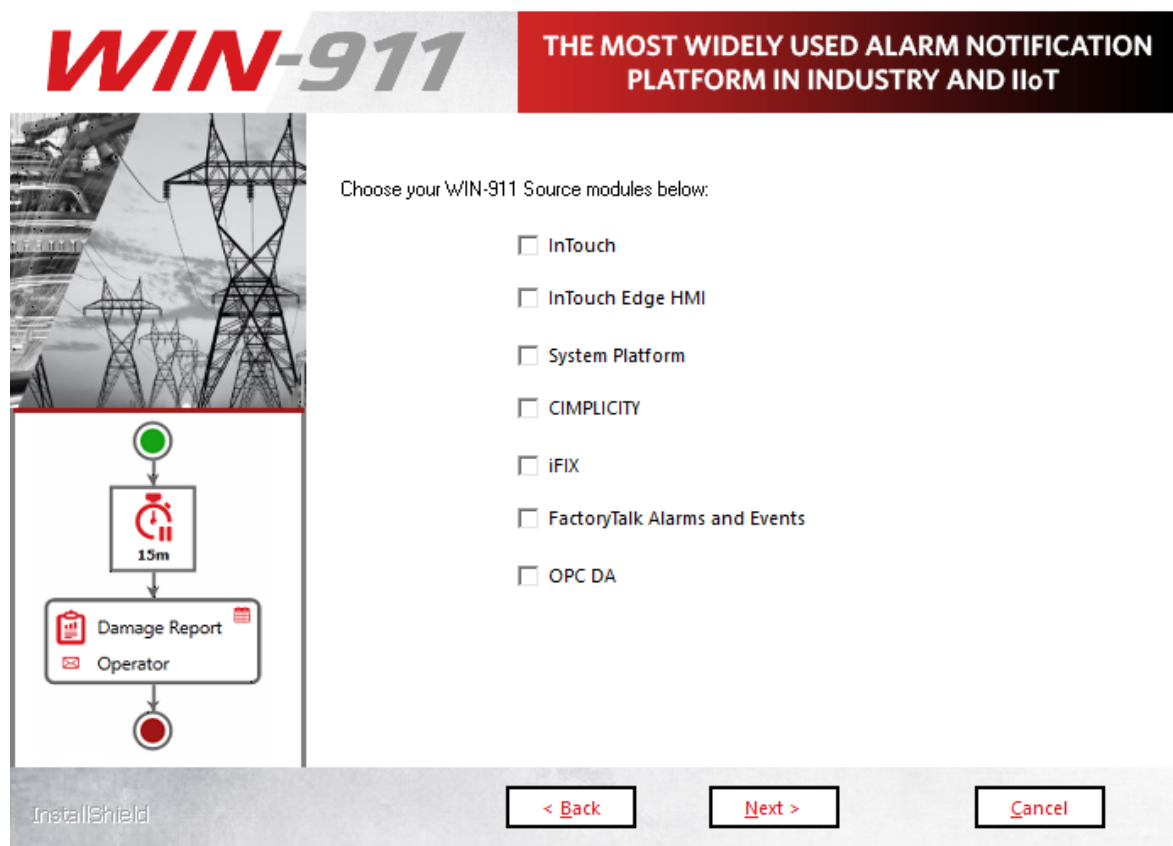 WIN-911
THE MOST WIDELY USED ALARM NOTIFICATION
PLATFORM IN INDUSTRY AND IIoT
Choose your WIN-911 Source modules below:
InTouch
InTouch Edge HMI
System Platform
CIMPLICITY
iFIX
FactoryTalk Alarms and Events
OPC DA
15m
Damage Report
Operator
InstallShield
< Back
Next >
Cancel